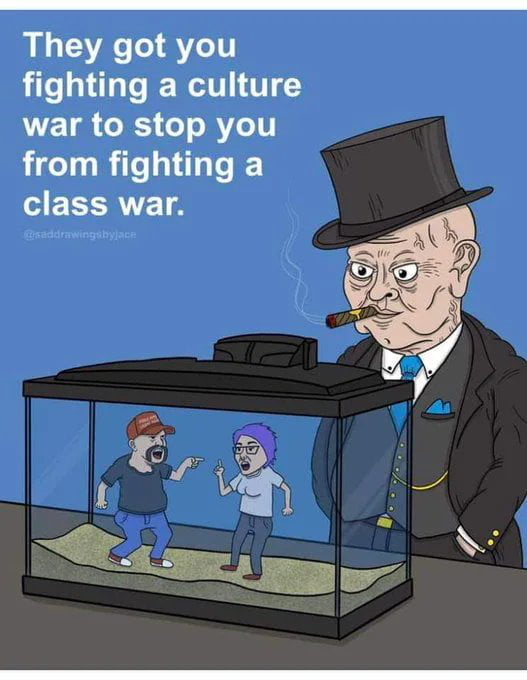 They got you
fighting a culture
war to stop you
from fighting a
class war.
@saddrawingsbyjace